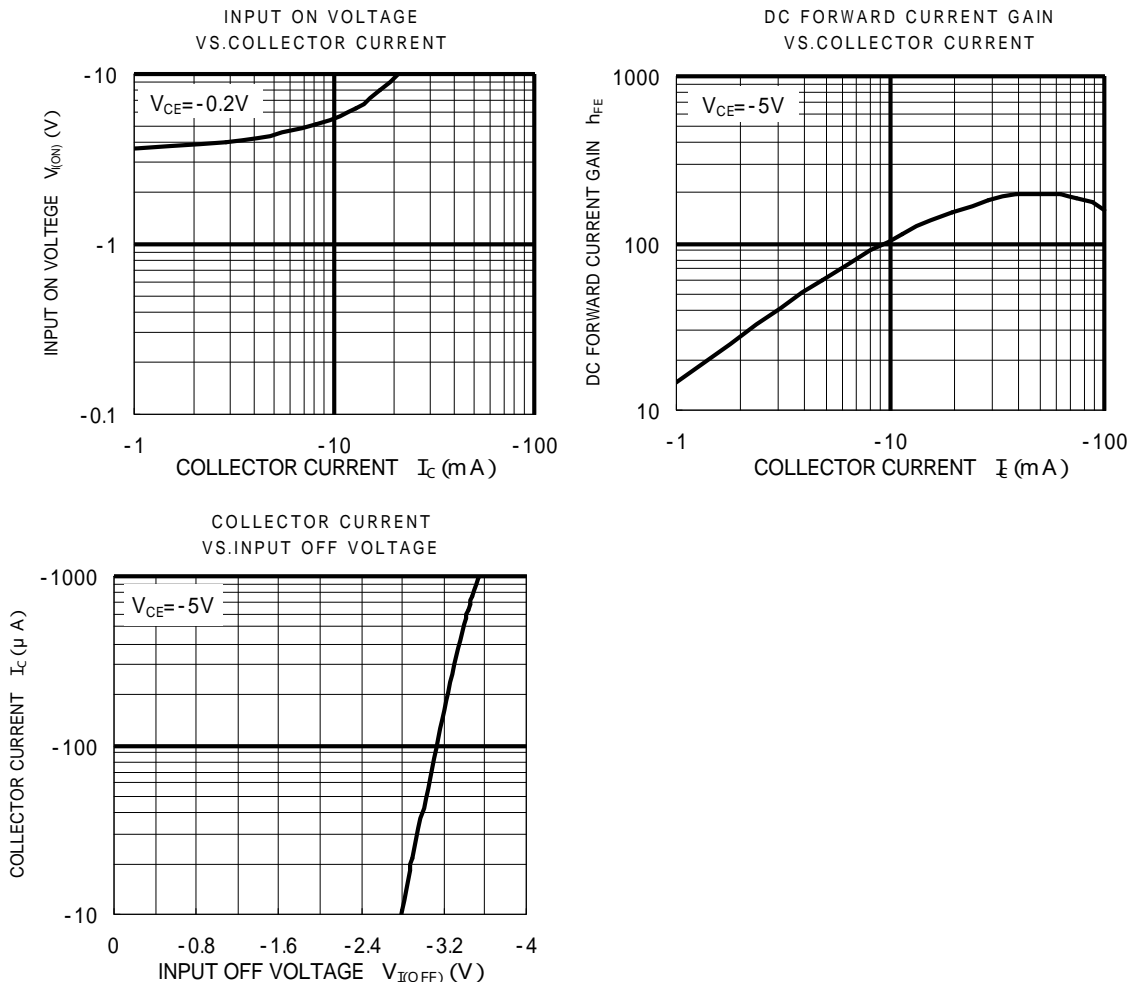 INPUT ON VOLTAGE
VS.COLLECTOR CURRENT
-10
-1
-0.1
VCE=-0.2V
INPUT ON VOLTEGE VI(ON) (V)
-1 -10 -100
COLLECTOR CURRENT IC (mA)
DC FORWARD CURRENT GAIN
VS.COLLECTOR CURRENT
1000
100
10
VCE=-5V
DC FORWARD CURRENT GAIN hFE
-1 -10 -100
COLLECTOR CURRENT IE (mA)
COLLECTOR CURRENT
VS.INPUT OFF VOLTAGE
-1000
-100
-10
VCE=-5V
COLLECTOR CURRENT IC (μA)
0 -0.8 -1.6 -2.4 -3.2 -4
INPUT OFF VOLTAGE VI(OFF) (V)